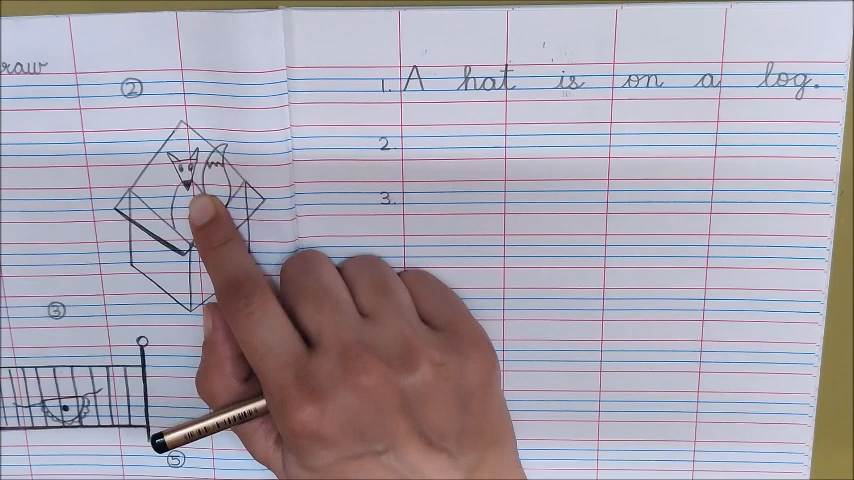 raw
②
1. A hat is on a log.
2.
3.
③
⑤